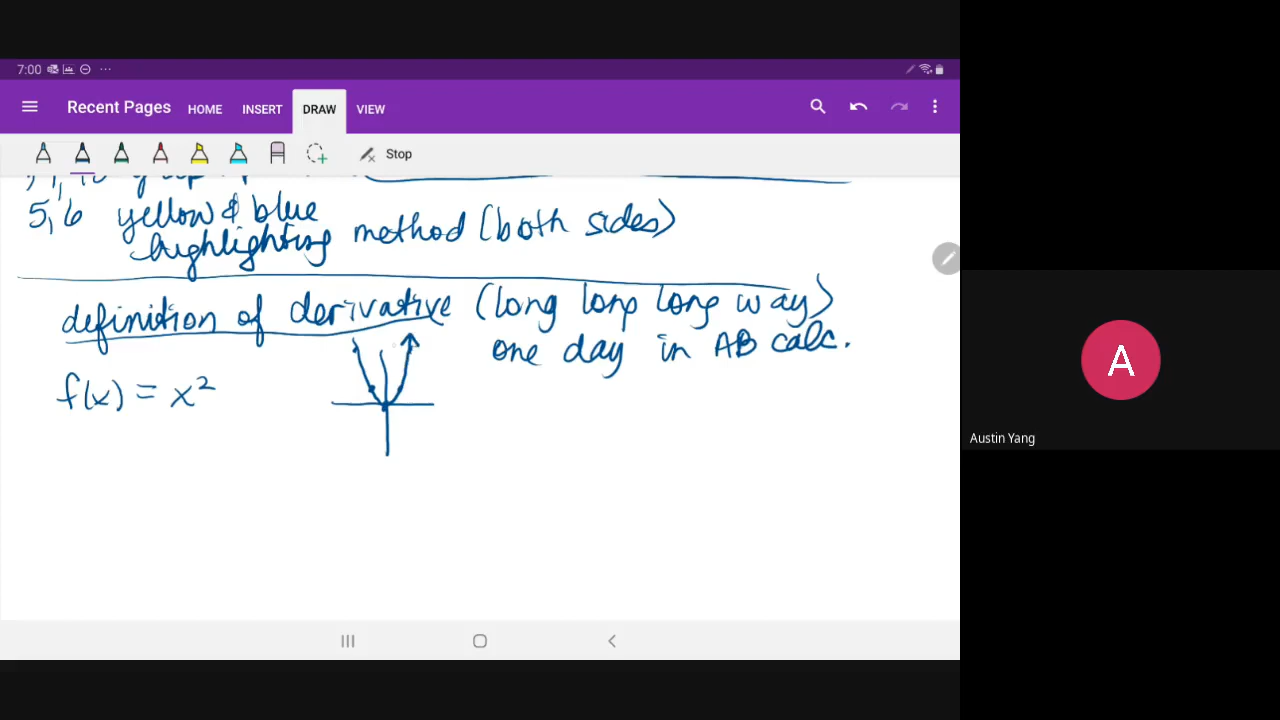 7:00
Recent Pages HOME INSERT DRAW VIEW
Stop
5, 6 yellow & blue
highlighting method (both sides)
definition of derivative (long long long way)
one day in AB calc.
f(x) = x²
A
Austin Yang